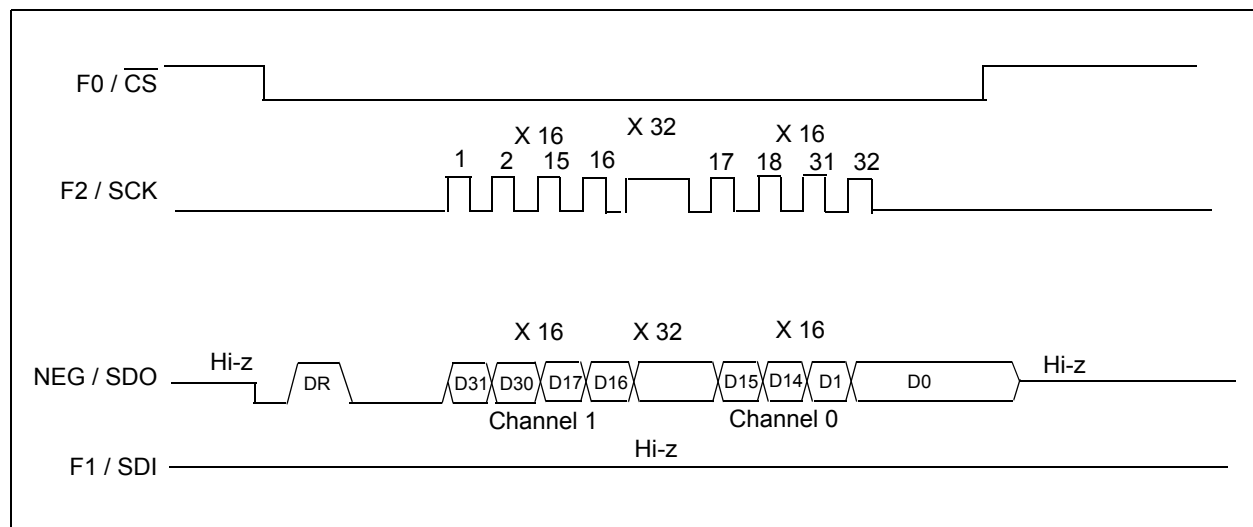 F0 / CS
X 16 X 32 X 16
1 2 15 16 17 18 31 32
F2 / SCK
X 16 X 32 X 16
Hi-z Hi-z
NEG / SDO DR D31 D30 D17 D16 D15 D14 D1 D0
Channel 1 Channel 0
Hi-z
F1 / SDI